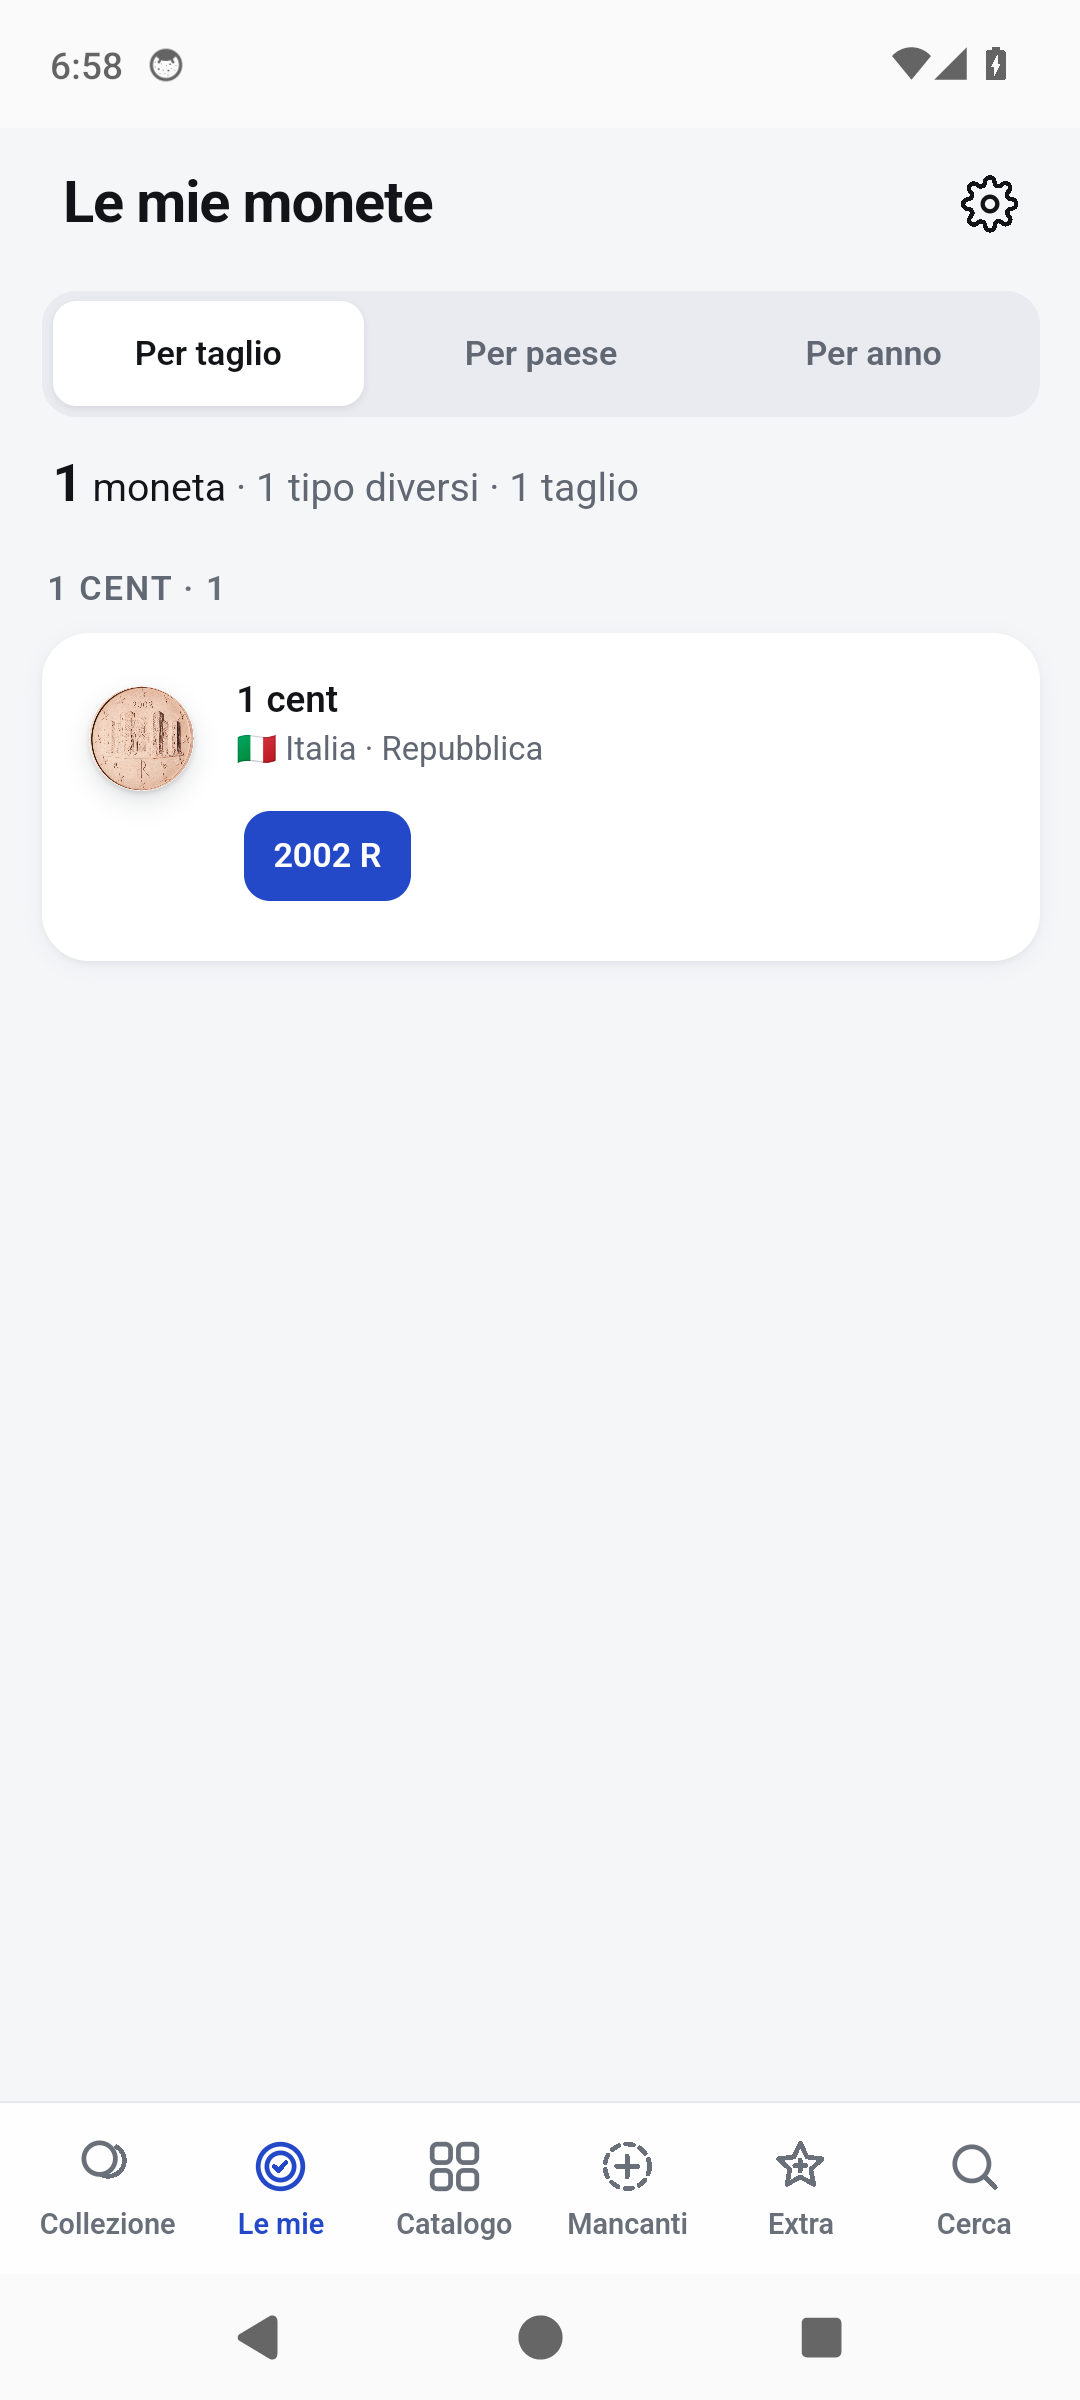 6:58
Le mie monete
Per taglio
Per paese
Per anno
1 moneta · 1 tipo diversi · 1 taglio
1 CENT · 1
1 cent
Italia · Repubblica
2002 R
Collezione
Le mie
Catalogo
Mancanti
Extra
Cerca